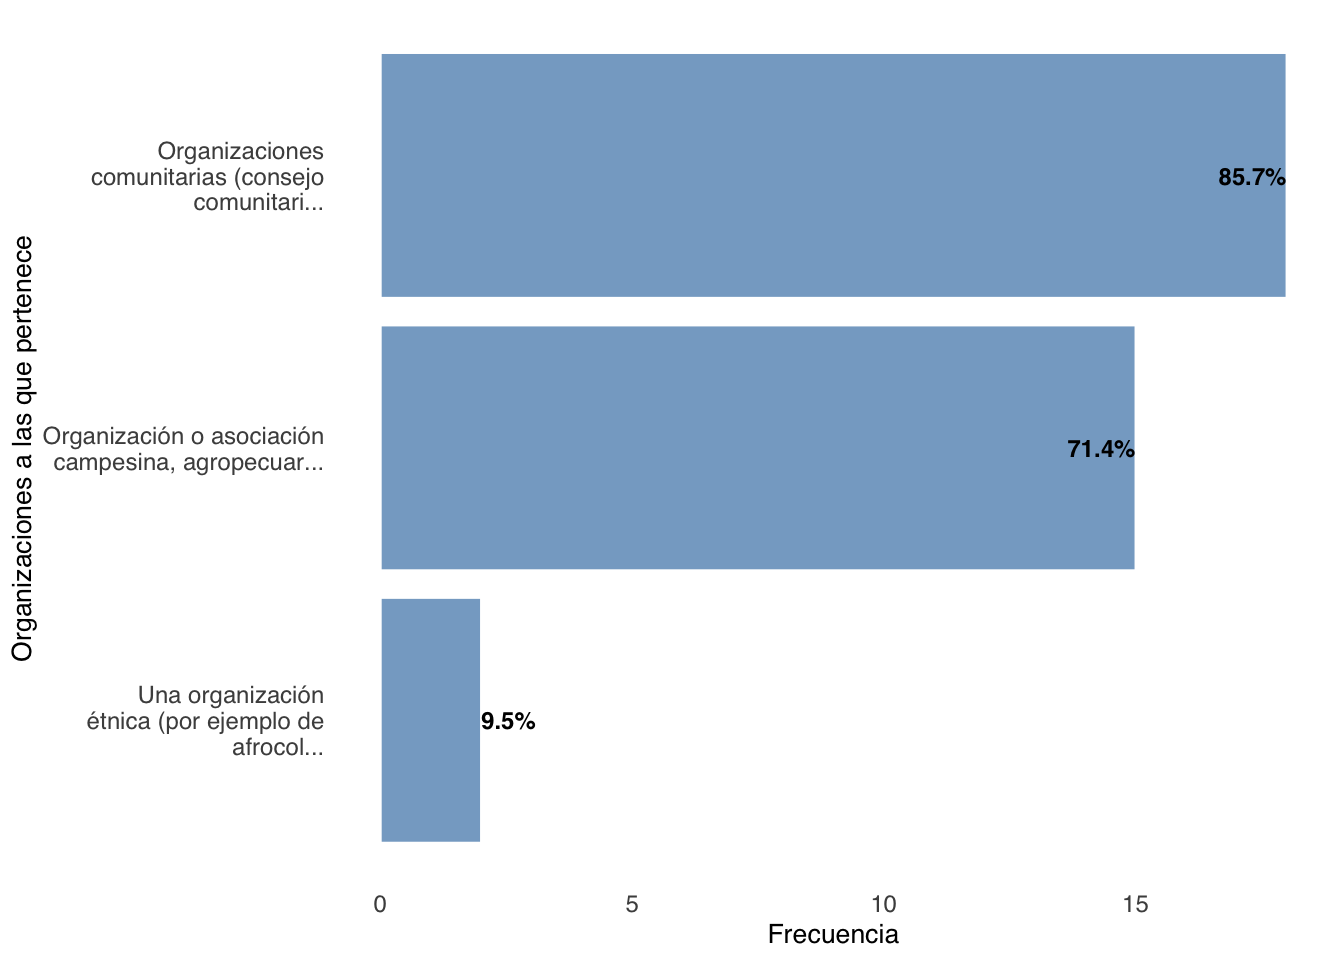 Organizaciones
comunitarias (consejo
comunitari...
85.7%
Organización o asociación
campesina, agropecuar...
71.4%
Una organización
étnica (por ejemplo de
afrocol...
9.5%
Organizaciones a las que pertenece
0 5 10 15
Frecuencia